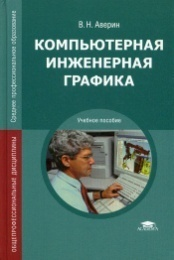 В. Н. Аверин
КОМПЬЮТЕРНАЯ
ИНЖЕНЕРНАЯ
ГРАФИКА
Учебное пособие
Среднее профессиональное образование
ОБЩЕПРОФЕССИОНАЛЬНЫЕ ДИСЦИПЛИНЫ